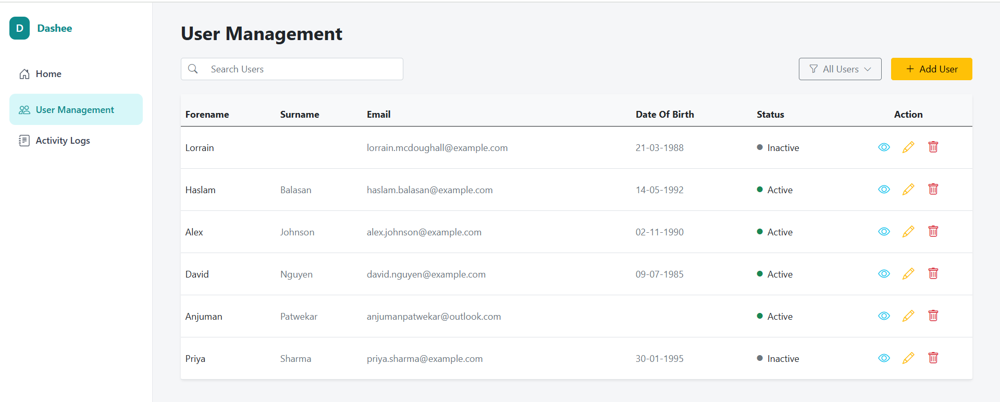 D Dashee
Home
User Management
Activity Logs
User Management
Search Users
All Users
Add User
Forename Surname Email Date Of Birth Status Action
Lorrain lorrain.mcdoughall@example.com 21-03-1988 Inactive
Haslam Balasan haslam.balasan@example.com 14-05-1992 Active
Alex Johnson alex.johnson@example.com 02-11-1990 Active
David Nguyen david.nguyen@example.com 09-07-1985 Active
Anjuman Patwekar anjumanpatwekar@outlook.com Active
Priya Sharma priya.sharma@example.com 30-01-1995 Inactive